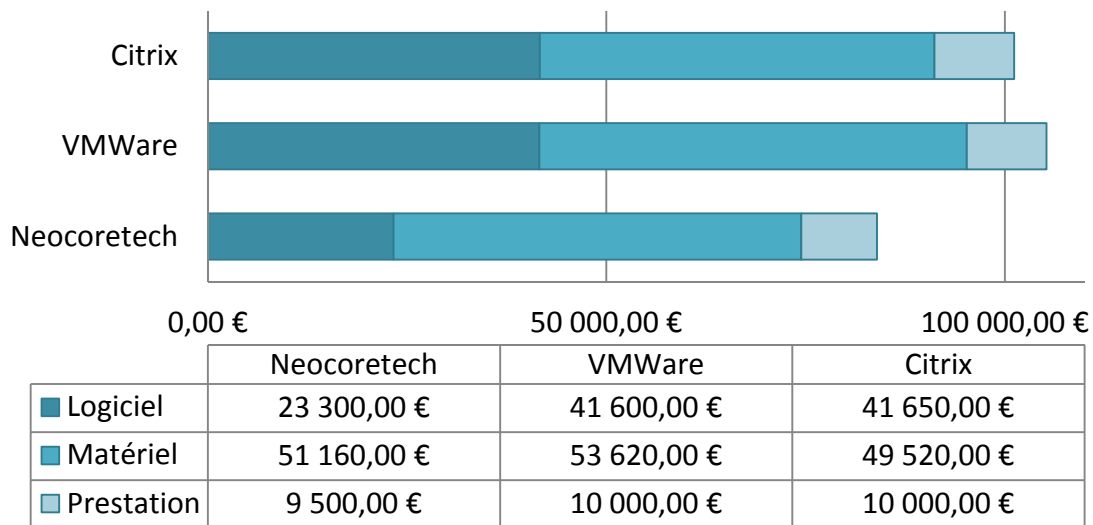 Citrix
VMWare
Neocoretech
0,00 € 50 000,00 € 100 000,00 €
Neocoretech VMWare Citrix
Logiciel 23 300,00 € 41 600,00 € 41 650,00 €
Matériel 51 160,00 € 53 620,00 € 49 520,00 €
Prestation 9 500,00 € 10 000,00 € 10 000,00 €